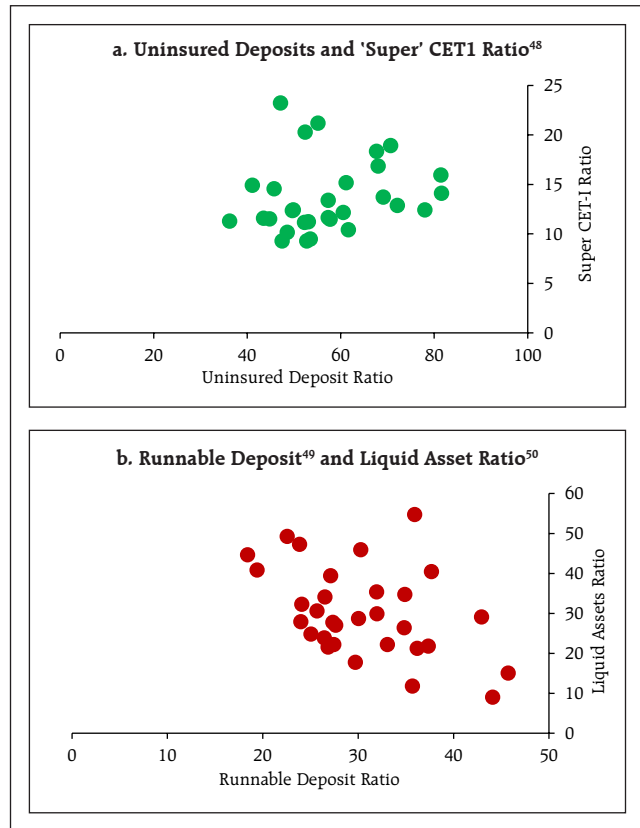 a. Uninsured Deposits and ‘Super’ CET1 Ratio⁴⁸
25
20
15
10
5
0
Super CET-I Ratio
0 20 40 60 80 100
Uninsured Deposit Ratio
b. Runnable Deposit⁴⁹ and Liquid Asset Ratio⁵⁰
60
50
40
30
20
10
0
Liquid Assets Ratio
0 10 20 30 40 50
Runnable Deposit Ratio